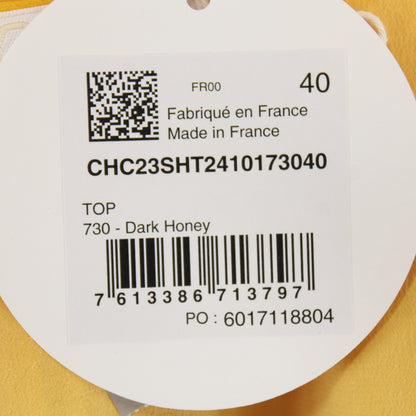 FR00 40
Fabriqué en France
Made in France
CHC23SHT2410173040
TOP
730 - Dark Honey
7 613386 713797
PO : 6017118804